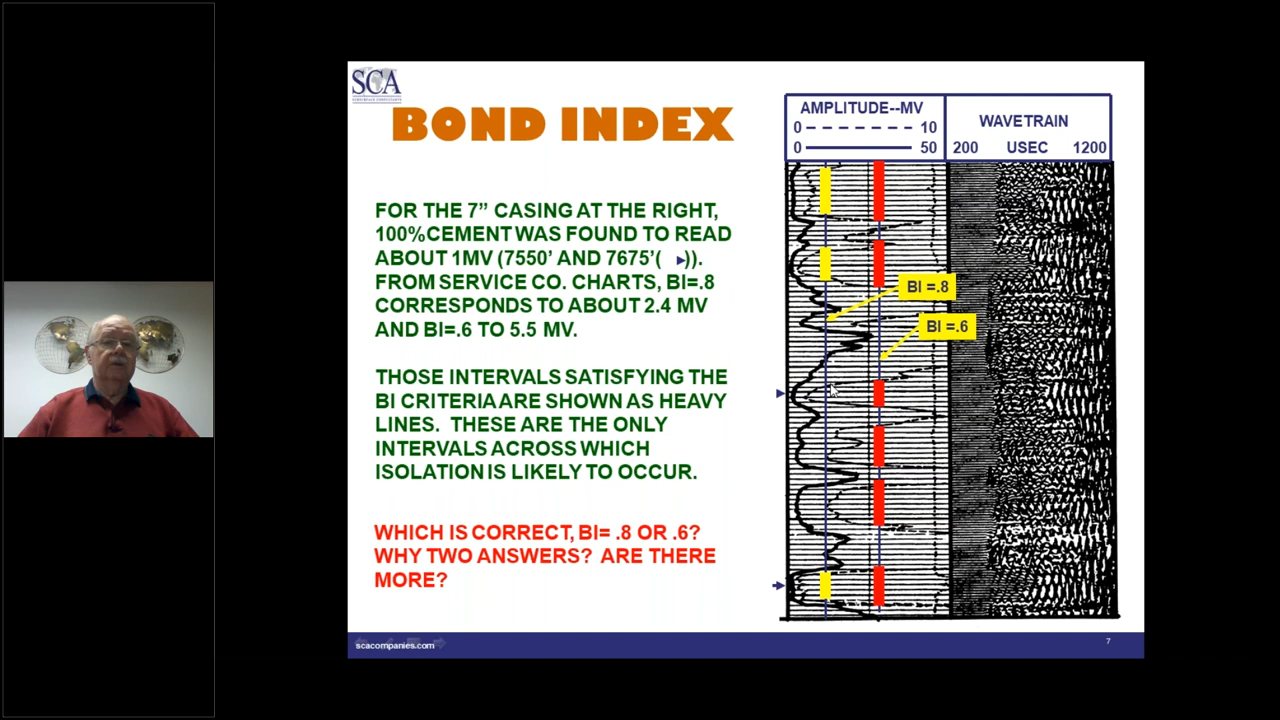 SCA
BOND INDEX
FOR THE 7” CASING AT THE RIGHT,
100%CEMENT WAS FOUND TO READ
ABOUT 1MV (7550’ AND 7675’( )).
FROM SERVICE CO. CHARTS, BI=.8
CORRESPONDS TO ABOUT 2.4 MV
AND BI=.6 TO 5.5 MV.
THOSE INTERVALS SATISFYING THE
BI CRITERIA ARE SHOWN AS HEAVY
LINES. THESE ARE THE ONLY
INTERVALS ACROSS WHICH
ISOLATION IS LIKELY TO OCCUR.
WHICH IS CORRECT, BI= .8 OR .6?
WHY TWO ANSWERS? ARE THERE
MORE?
AMPLITUDE--MV
0 10
0 50
WAVETRAIN
200 USEC 1200
BI =.8
BI =.6
scacompanies.com
7